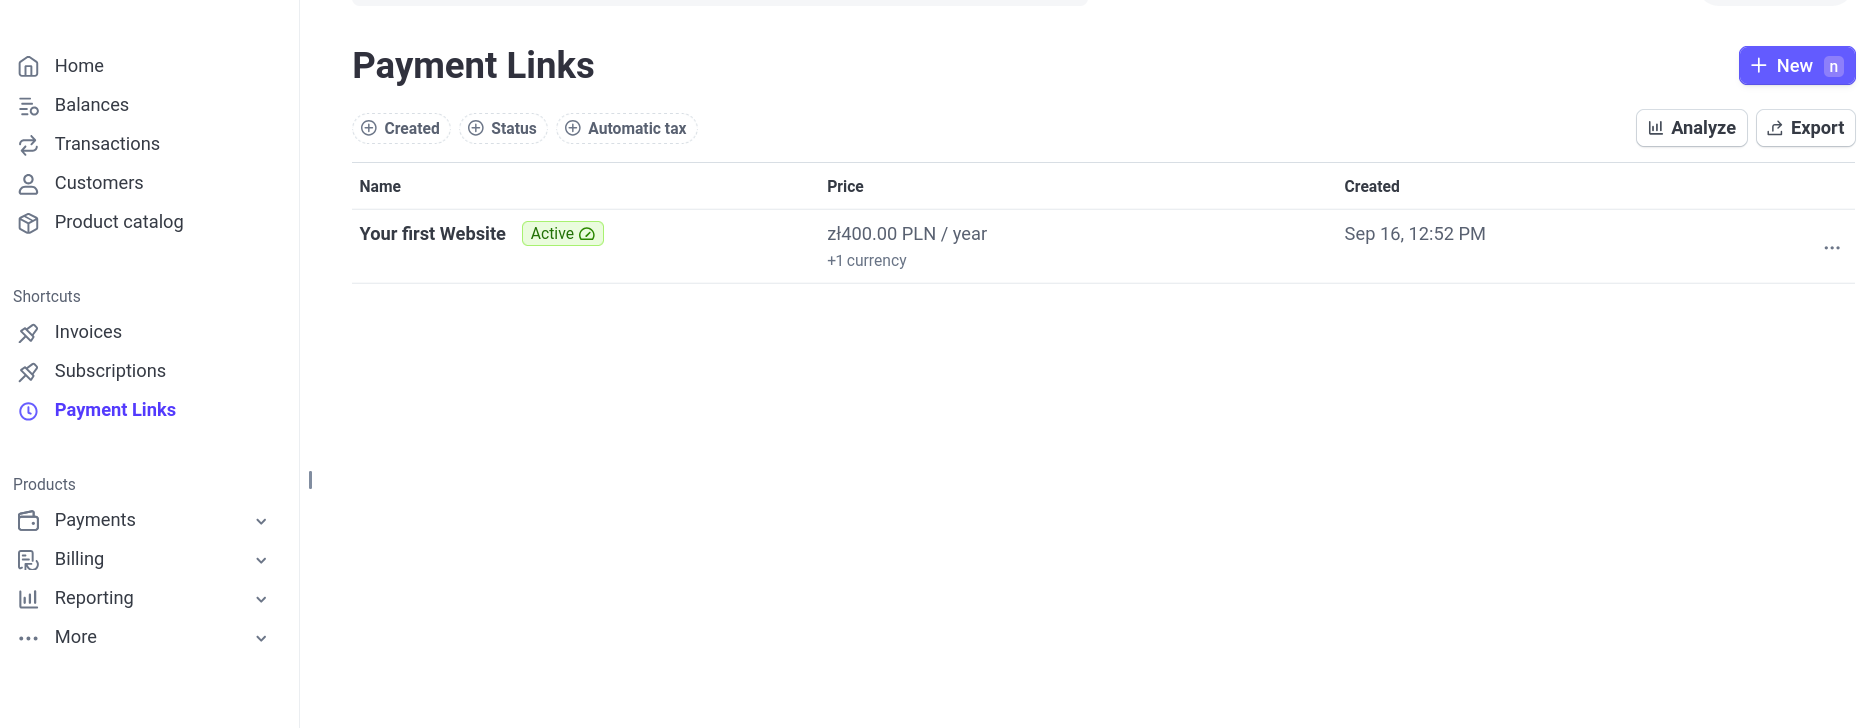 Home
Balances
Transactions
Customers
Product catalog
Shortcuts
Invoices
Subscriptions
Payment Links
Products
Payments
Billing
Reporting
More
Payment Links
New n
Created Status Automatic tax
Analyze Export
Name Price Created
Your first Website Active zł400.00 PLN / year Sep 16, 12:52 PM
+1 currency